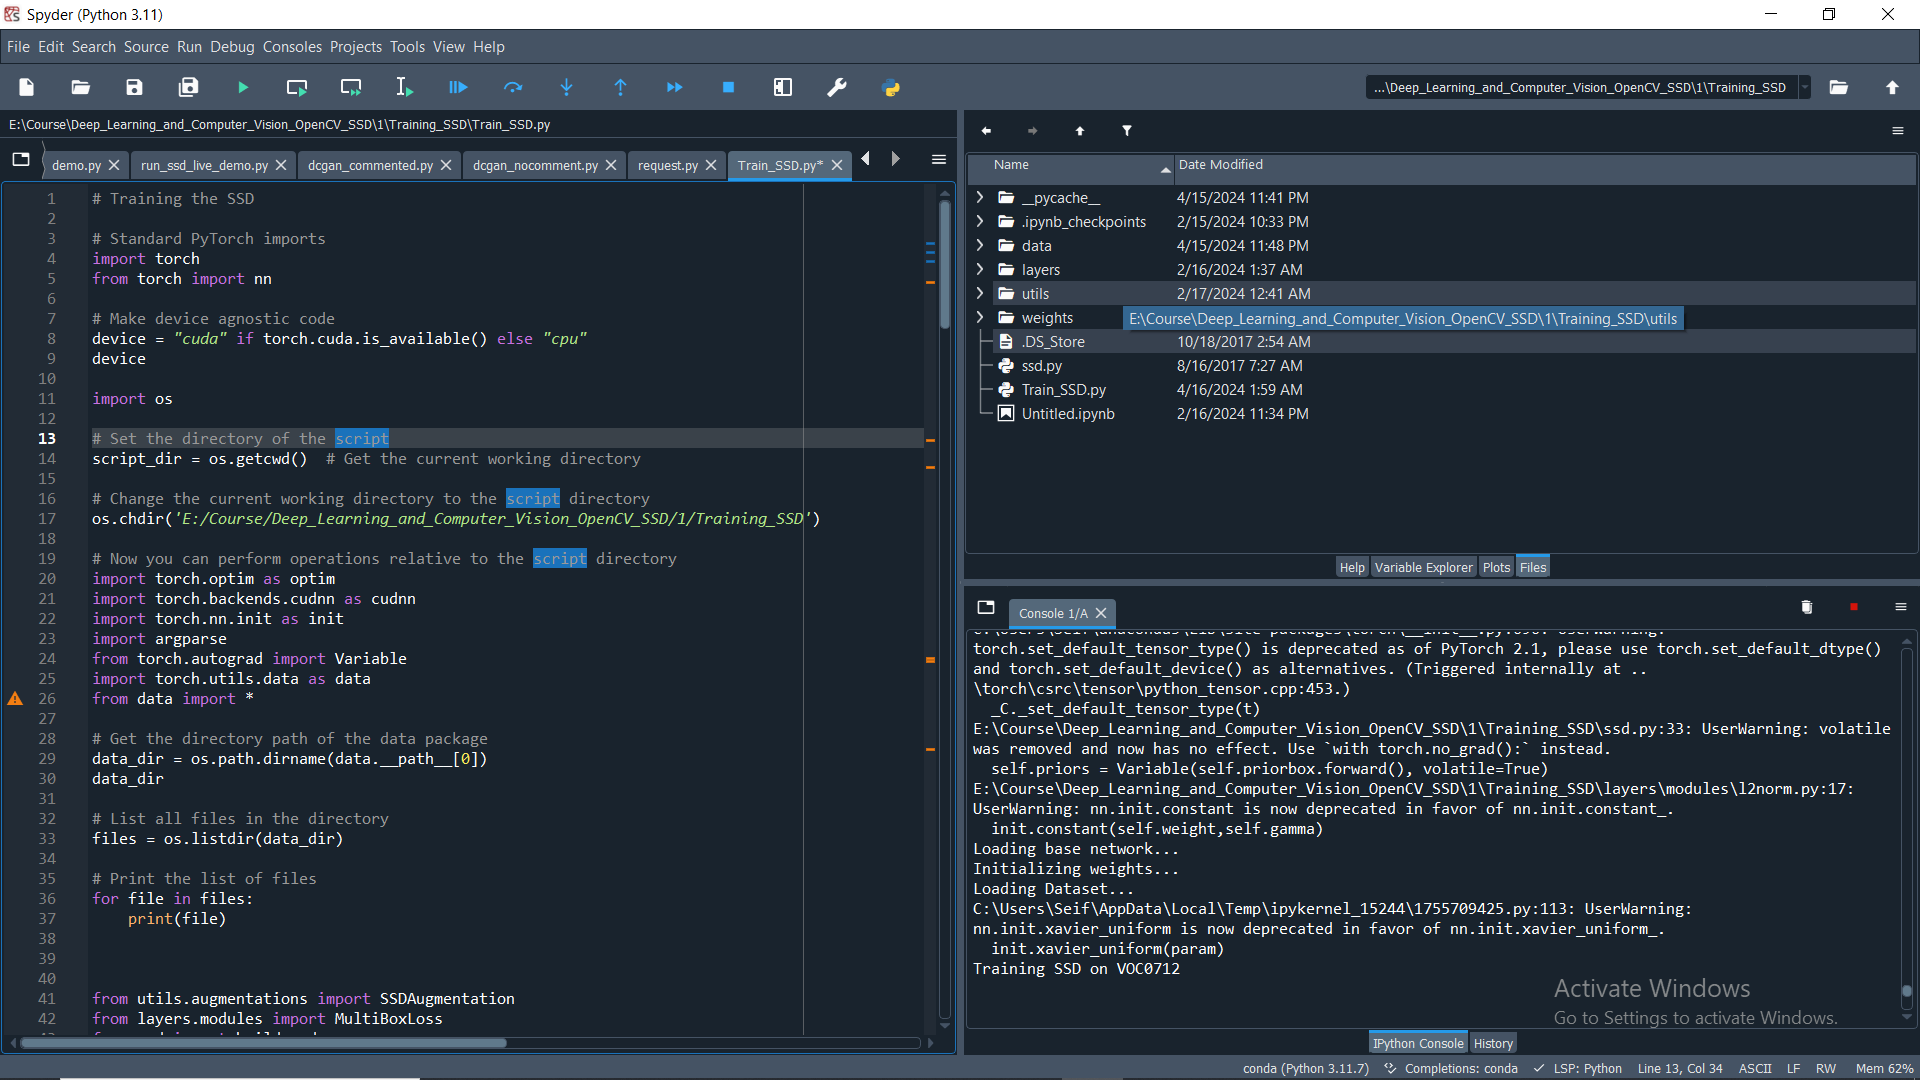 Spyder (Python 3.11)
File Edit Search Source Run Debug Consoles Projects Tools View Help
...\Deep_Learning_and_Computer_Vision_OpenCV_SSD\1\Training_SSD
E:\Course\Deep_Learning_and_Computer_Vision_OpenCV_SSD\1\Training_SSD\Train_SSD.py
demo.py run_ssd_live_demo.py dcgan_commented.py dcgan_nocomment.py request.py Train_SSD.py*
1 # Training the SSD
2
3 # Standard PyTorch imports
4 import torch
5 from torch import nn
6
7 # Make device agnostic code
8 device = "cuda" if torch.cuda.is_available() else "cpu"
9 device
10
11 import os
12
13 # Set the directory of the script
14 script_dir = os.getcwd()  # Get the current working directory
15
16 # Change the current working directory to the script directory
17 os.chdir('E:/Course/Deep_Learning_and_Computer_Vision_OpenCV_SSD/1/Training_SSD')
18
19 # Now you can perform operations relative to the script directory
20 import torch.optim as optim
21 import torch.backends.cudnn as cudnn
22 import torch.nn.init as init
23 import argparse
24 from torch.autograd import Variable
25 import torch.utils.data as data
26 from data import *
27
28 # Get the directory path of the data package
29 data_dir = os.path.dirname(data.__path__[0])
30 data_dir
31
32 # List all files in the directory
33 files = os.listdir(data_dir)
34
35 # Print the list of files
36 for file in files:
37     print(file)
38
39
40
41 from utils.augmentations import SSDAugmentation
42 from layers.modules import MultiBoxLoss
Name Date Modified
__pycache__ 4/15/2024 11:41 PM
.ipynb_checkpoints 2/15/2024 10:33 PM
data 4/15/2024 11:48 PM
layers 2/16/2024 1:37 AM
utils 2/17/2024 12:41 AM
weights E:\Course\Deep_Learning_and_Computer_Vision_OpenCV_SSD\1\Training_SSD\utils
.DS_Store 10/18/2017 2:54 AM
ssd.py 8/16/2017 7:27 AM
Train_SSD.py 4/16/2024 1:59 AM
Untitled.ipynb 2/16/2024 11:34 PM
Help Variable Explorer Plots Files
Console 1/A
torch.set_default_tensor_type() is deprecated as of PyTorch 2.1, please use torch.set_default_dtype()
and torch.set_default_device() as alternatives. (Triggered internally at ..
\torch\csrc\tensor\python_tensor.cpp:453.)
  _C._set_default_tensor_type(t)
E:\Course\Deep_Learning_and_Computer_Vision_OpenCV_SSD\1\Training_SSD\ssd.py:33: UserWarning: volatile
was removed and now has no effect. Use `with torch.no_grad():` instead.
  self.priors = Variable(self.priorbox.forward(), volatile=True)
E:\Course\Deep_Learning_and_Computer_Vision_OpenCV_SSD\1\Training_SSD\layers\modules\l2norm.py:17:
UserWarning: nn.init.constant is now deprecated in favor of nn.init.constant_.
  init.constant(self.weight,self.gamma)
Loading base network...
Initializing weights...
Loading Dataset...
C:\Users\Seif\AppData\Local\Temp\ipykernel_15244\1755709425.py:113: UserWarning:
nn.init.xavier_uniform is now deprecated in favor of nn.init.xavier_uniform_.
  init.xavier_uniform(param)
Training SSD on VOC0712
Activate Windows
Go to Settings to activate Windows.
IPython Console History
conda (Python 3.11.7) Completions: conda LSP: Python Line 13, Col 34 ASCII LF RW Mem 62%